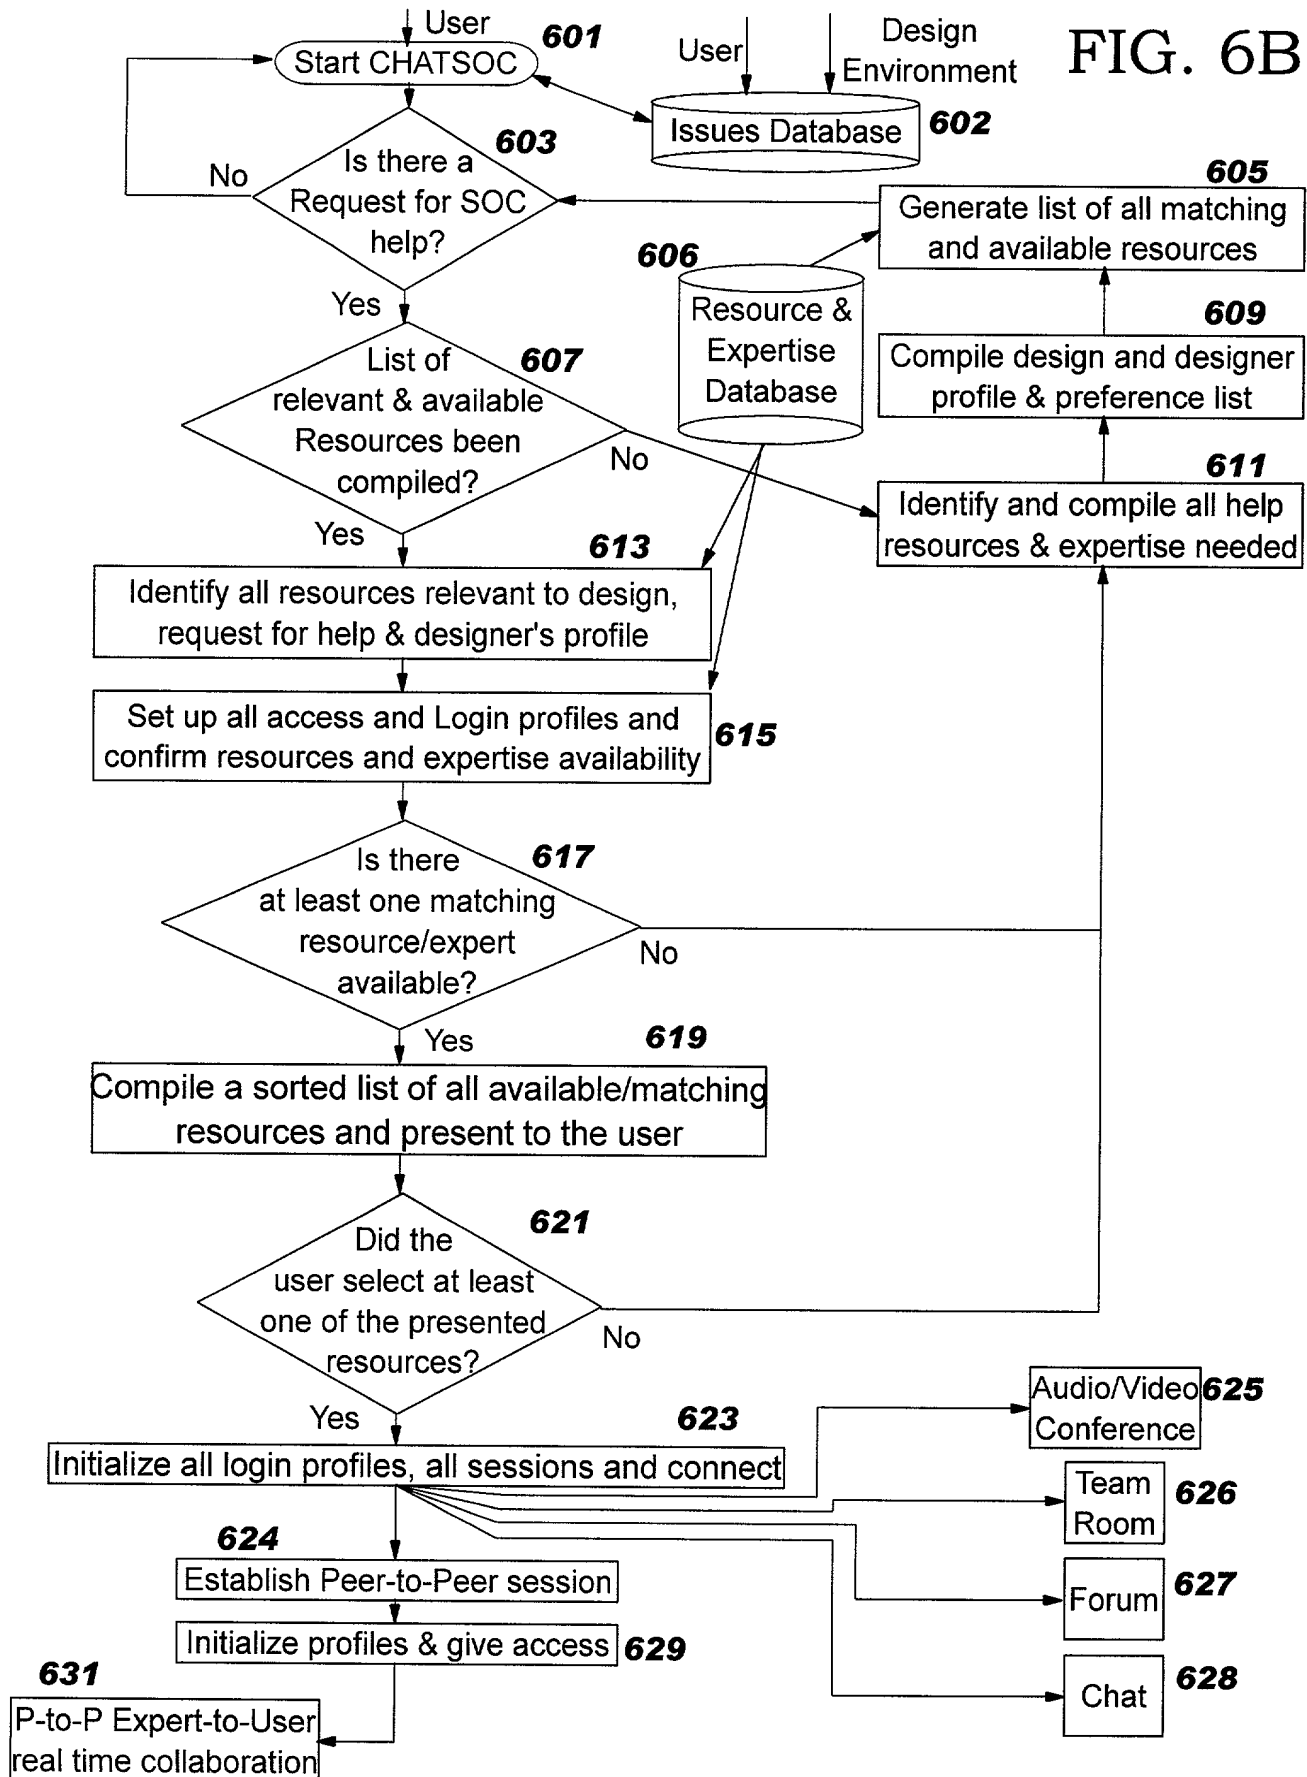 FIG. 6B
User
601
Start CHATSOC
User
Design
Environment
Issues Database
602
603
Is there a
Request for SOC
help?
No
Yes
605
Generate list of all matching
and available resources
606
Resource &
Expertise
Database
609
Compile design and designer
profile & preference list
607
List of
relevant & available
Resources been
compiled?
No
Yes
611
Identify and compile all help
resources & expertise needed
613
Identify all resources relevant to design,
request for help & designer's profile
Set up all access and Login profiles and
confirm resources and expertise availability
615
617
Is there
at least one matching
resource/expert
available?
No
Yes
619
Compile a sorted list of all available/matching
resources and present to the user
621
Did the
user select at least
one of the presented
resources?
No
Yes
623
Initialize all login profiles, all sessions and connect
Audio/Video
Conference
625
Team
Room
626
Forum
627
Chat
628
624
Establish Peer-to-Peer session
Initialize profiles & give access
629
631
P-to-P Expert-to-User
real time collaboration